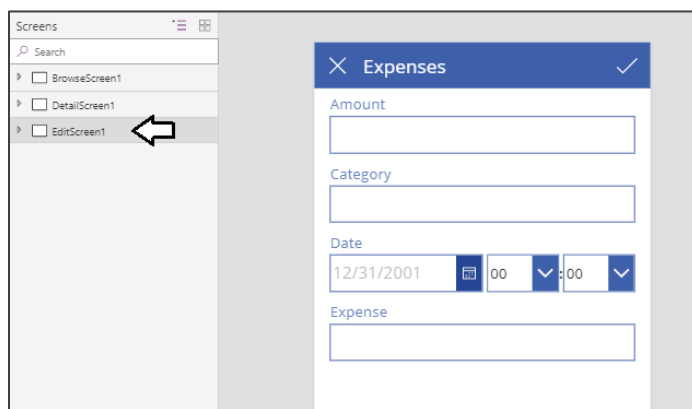 Screens
Search
BrowseScreen1
DetailScreen1
EditScreen1
Expenses
Amount
Category
Date
12/31/2001 00 : 00
Expense